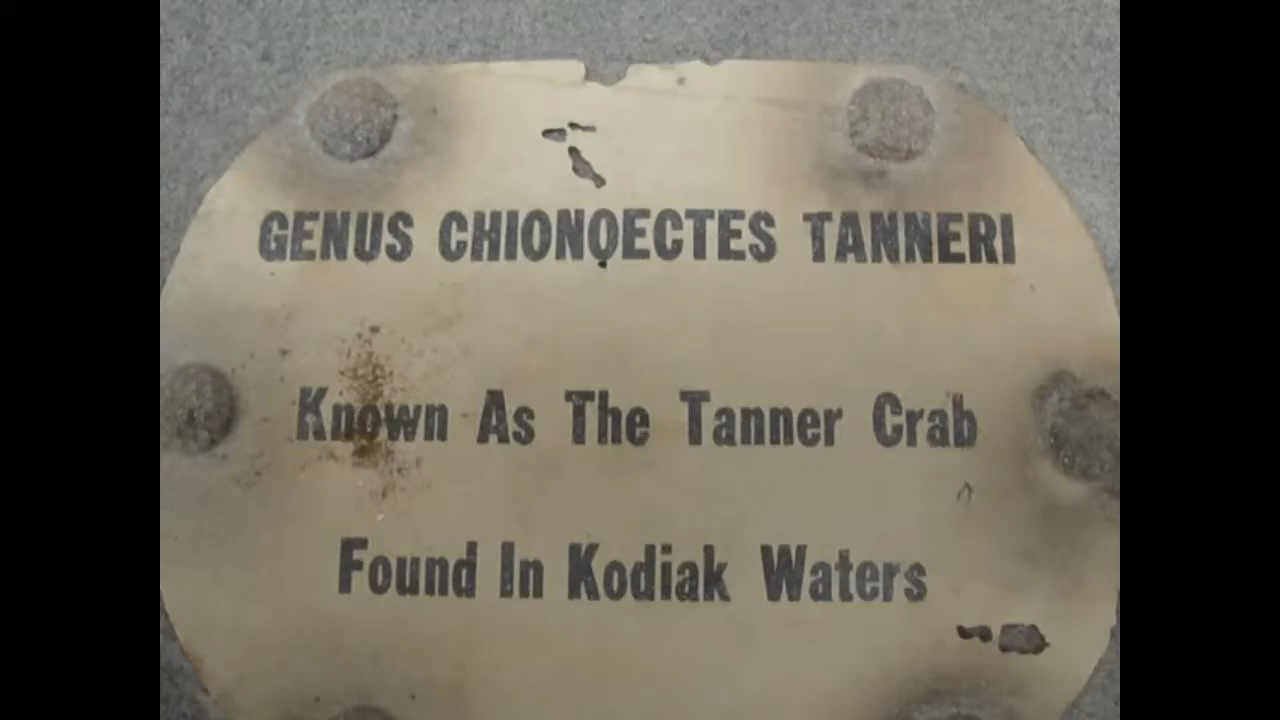 GENUS CHIONOECTES TANNERI
Known As The Tanner Crab
Found In Kodiak Waters